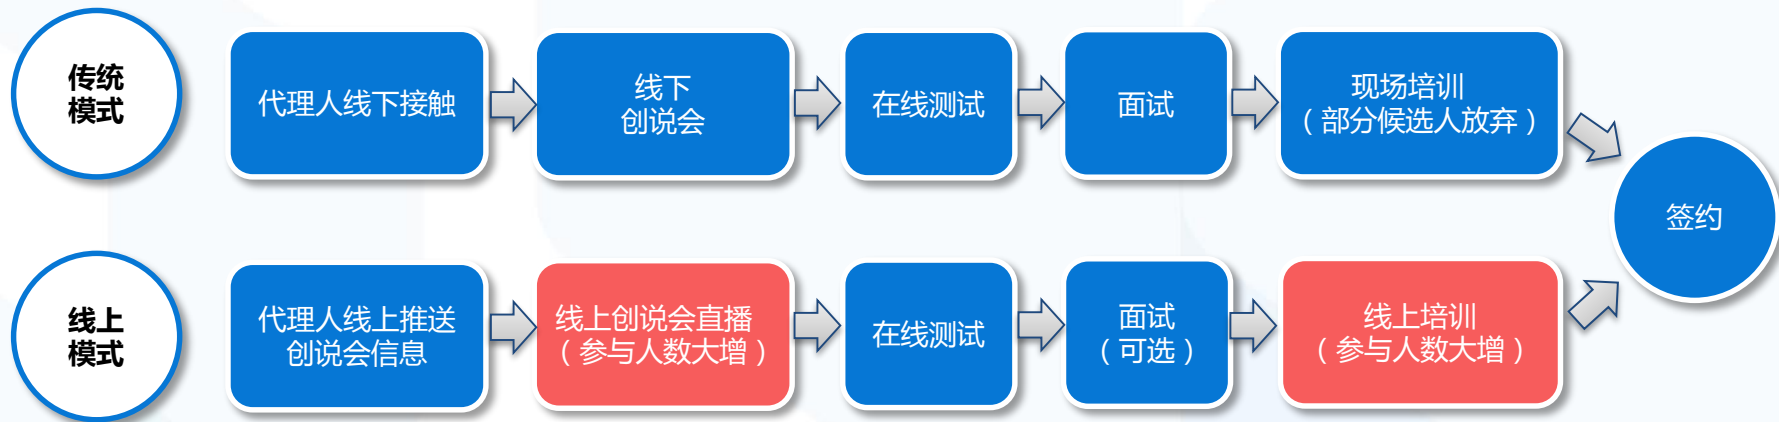 传统
模式
代理人线下接触
线下
创说会
在线测试
面试
现场培训
（部分候选人放弃）
签约
线上
模式
代理人线上推送
创说会信息
线上创说会直播
（参与人数大增）
在线测试
面试
（可选）
线上培训
（参与人数大增）